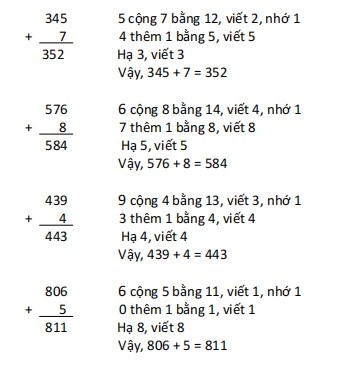 345 5 cộng 7 bằng 12, viết 2, nhớ 1
+ 7 4 thêm 1 bằng 5, viết 5
352 Hạ 3, viết 3
Vậy, 345 + 7 = 352
576 6 cộng 8 bằng 14, viết 4, nhớ 1
+ 8 7 thêm 1 bằng 8, viết 8
584 Hạ 5, viết 5
Vậy, 576 + 8 = 584
439 9 cộng 4 bằng 13, viết 3, nhớ 1
+ 4 3 thêm 1 bằng 4, viết 4
443 Hạ 4, viết 4
Vậy, 439 + 4 = 443
806 6 cộng 5 bằng 11, viết 1, nhớ 1
+ 5 0 thêm 1 bằng 1, viết 1
811 Hạ 8, viết 8
Vậy, 806 + 5 = 811